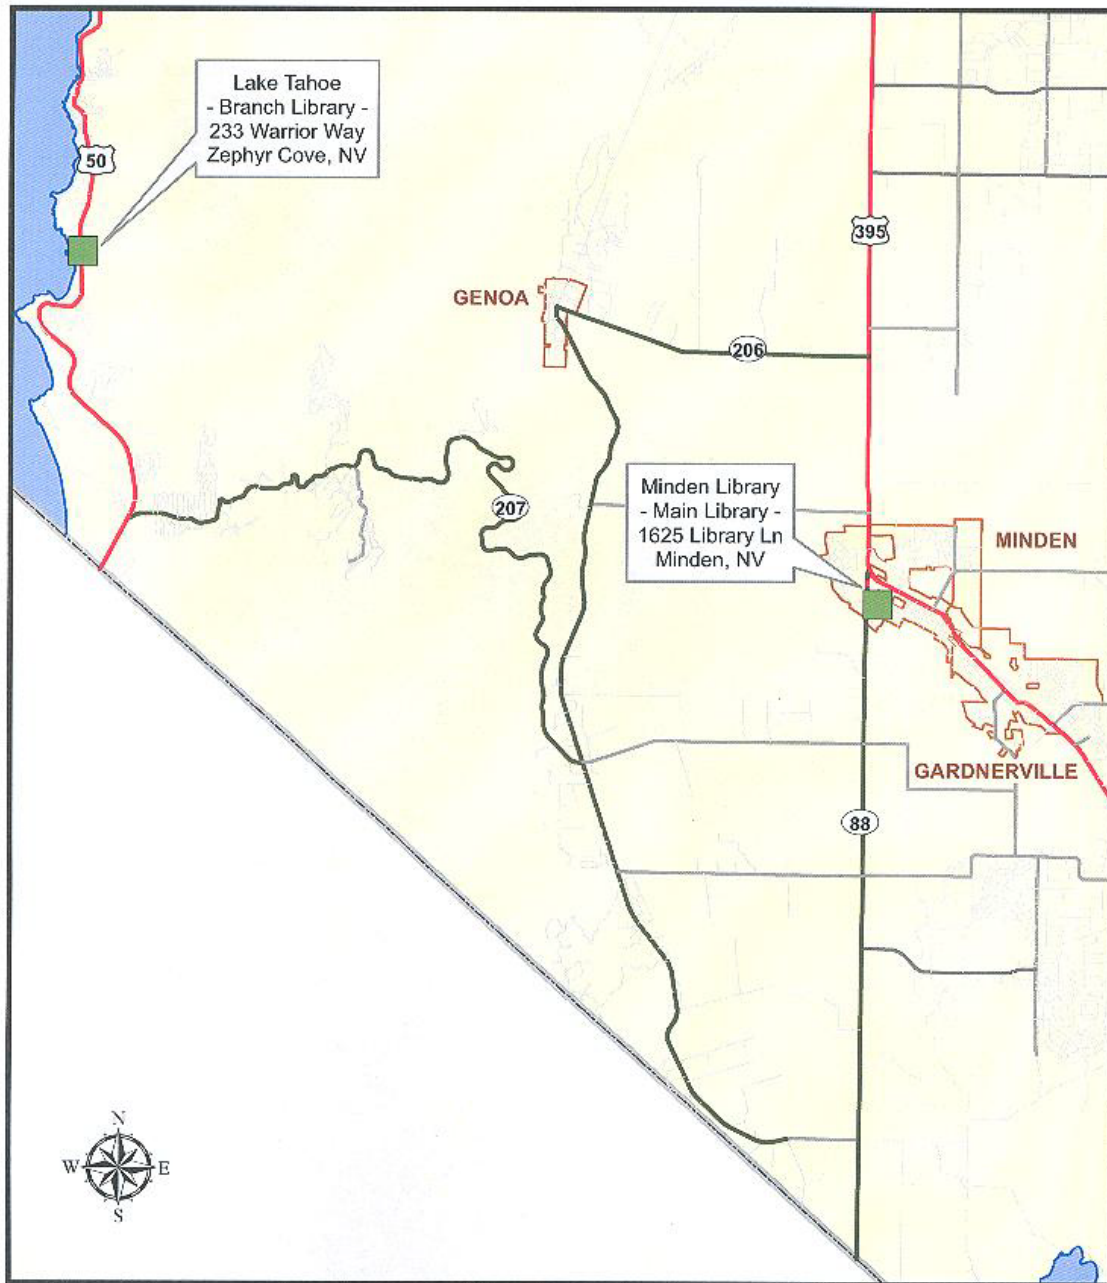 Lake Tahoe
- Branch Library -
233 Warrior Way
Zephyr Cove, NV
50
395
GENOA
206
Minden Library
- Main Library -
1625 Library Ln
Minden, NV
207
MINDEN
GARDNERVILLE
88
N
W E
S